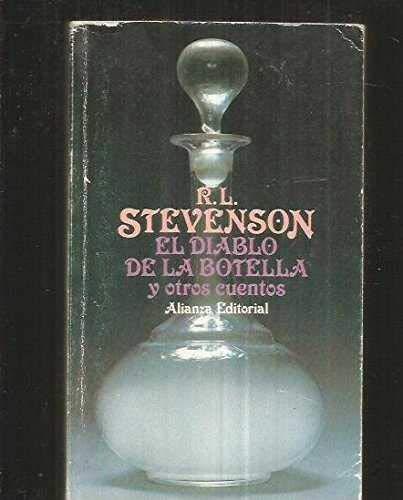 R.L.
STEVENSON
EL DIABLO
DE LA BOTELLA
y otros cuentos
Alianza Editorial